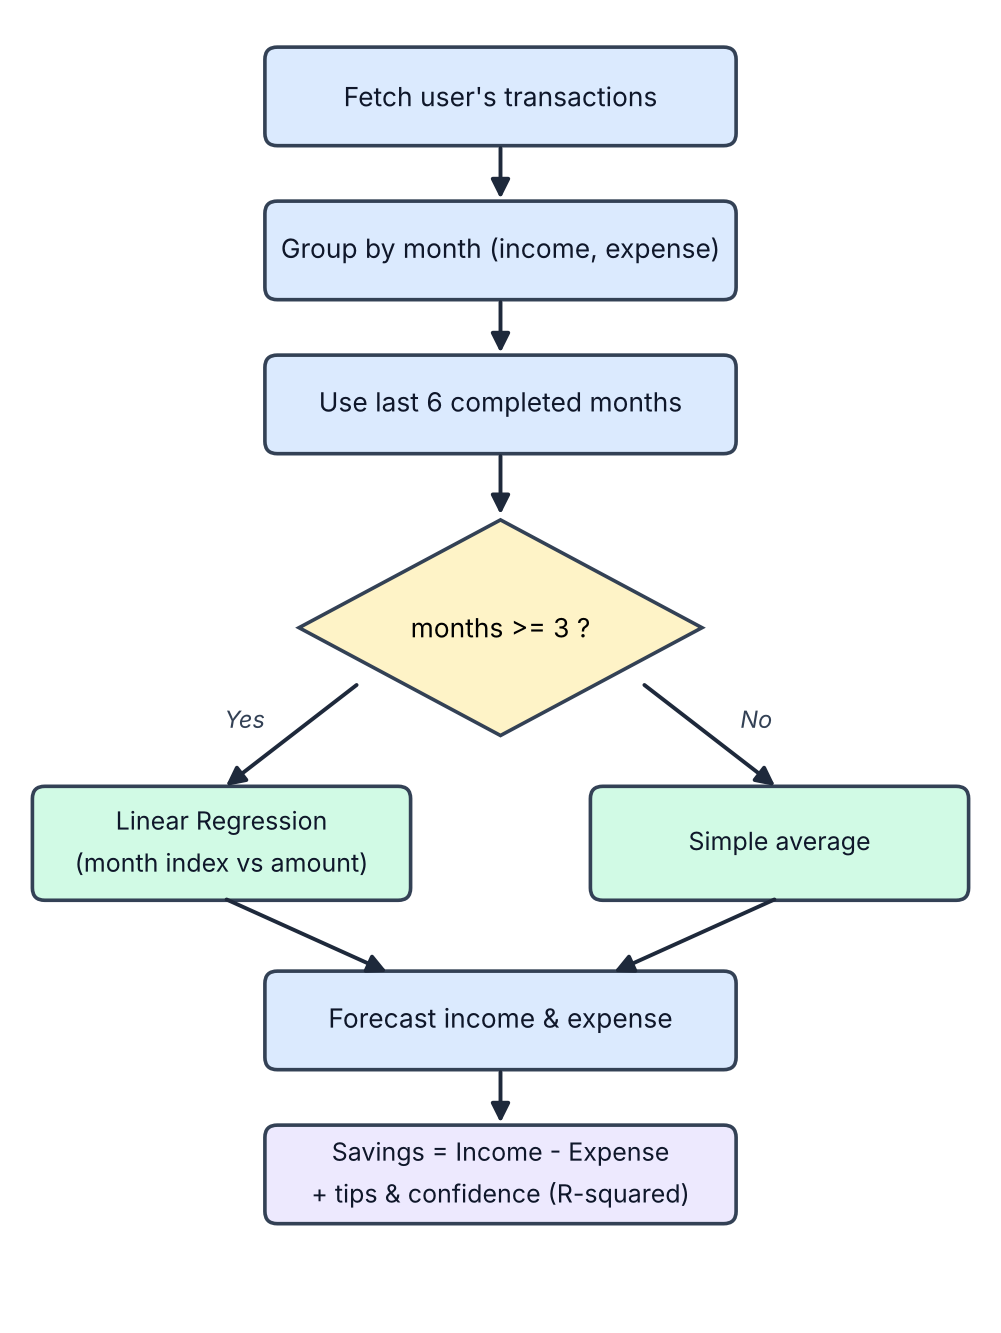 Fetch user's transactions
Group by month (income, expense)
Use last 6 completed months
months >= 3 ?
Yes
No
Linear Regression
(month index vs amount)
Simple average
Forecast income & expense
Savings = Income - Expense
+ tips & confidence (R-squared)